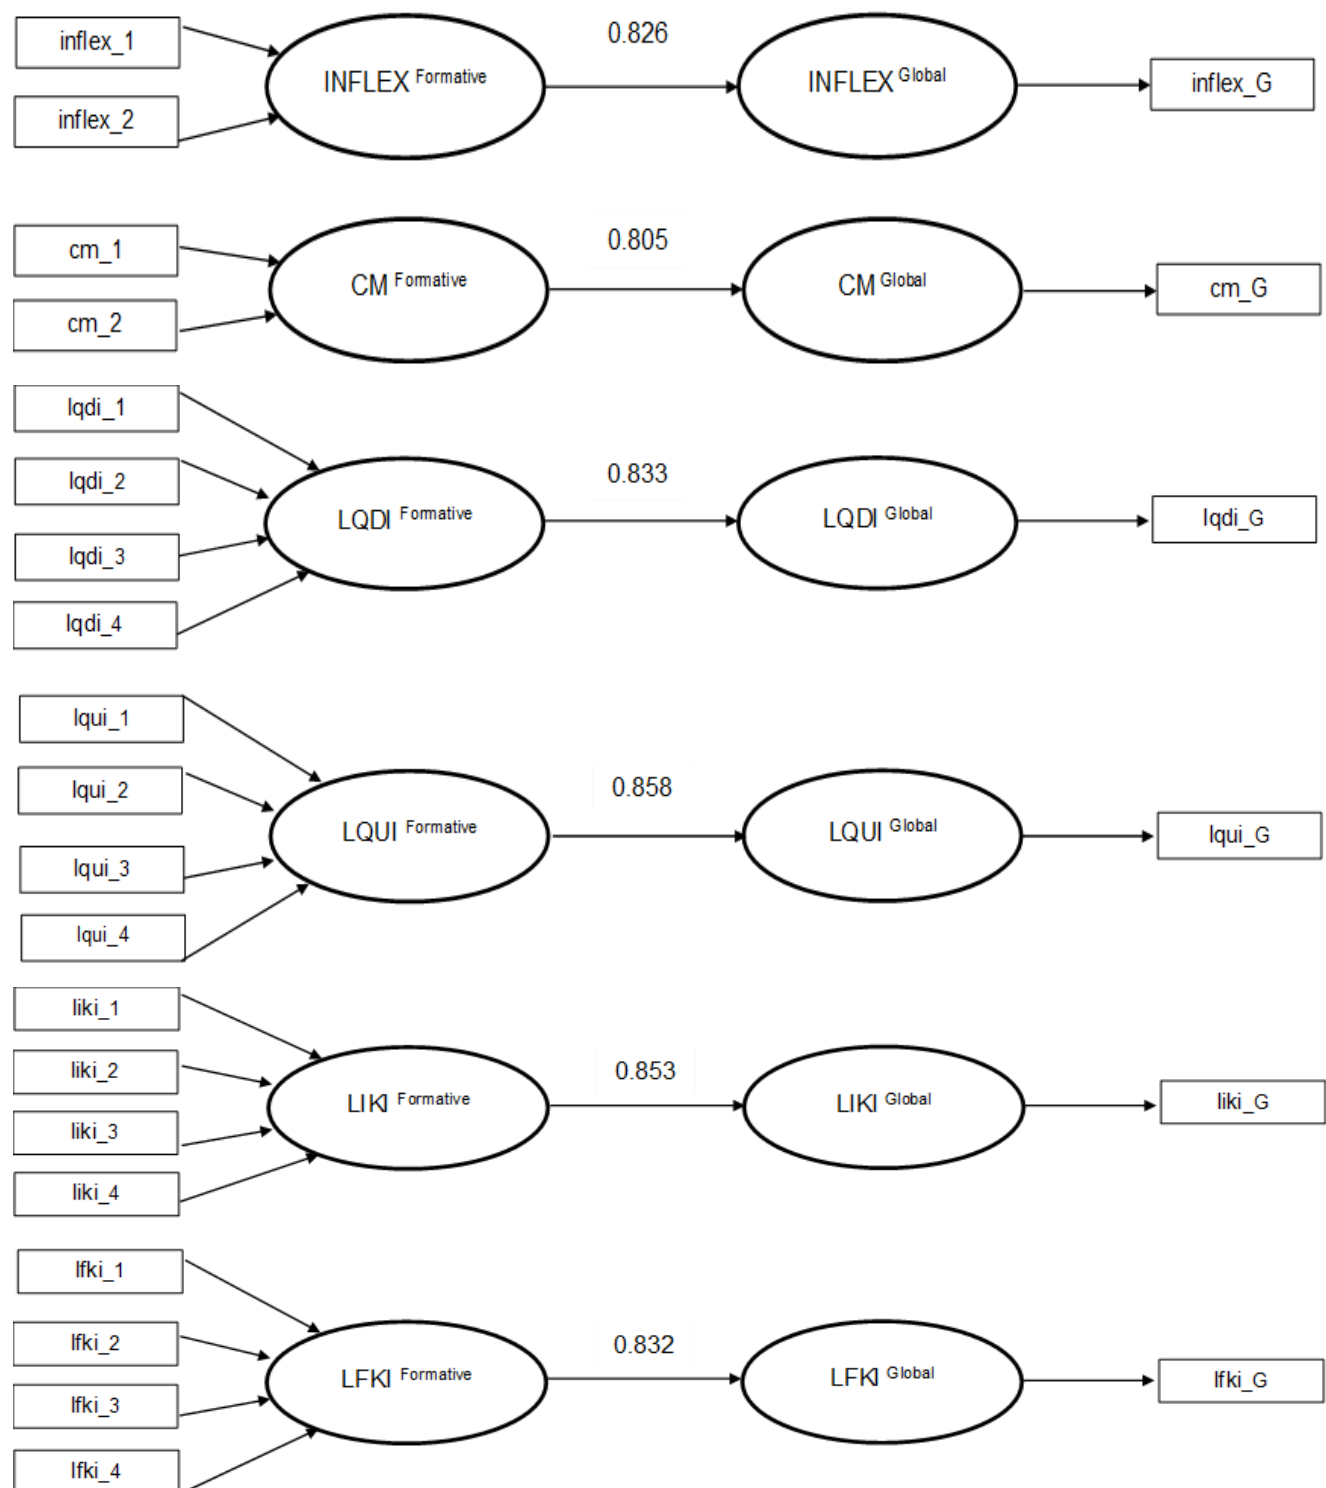 inflex_1
inflex_2
INFLEX Formative
0.826
INFLEX Global
inflex_G
cm_1
cm_2
CM Formative
0.805
CM Global
cm_G
lqdi_1
lqdi_2
lqdi_3
lqdi_4
LQDI Formative
0.833
LQDI Global
lqdi_G
lqui_1
lqui_2
lqui_3
lqui_4
LQUI Formative
0.858
LQUI Global
lqui_G
liki_1
liki_2
liki_3
liki_4
LIKI Formative
0.853
LIKI Global
liki_G
lfki_1
lfki_2
lfki_3
lfki_4
LFKI Formative
0.832
LFKI Global
lfki_G